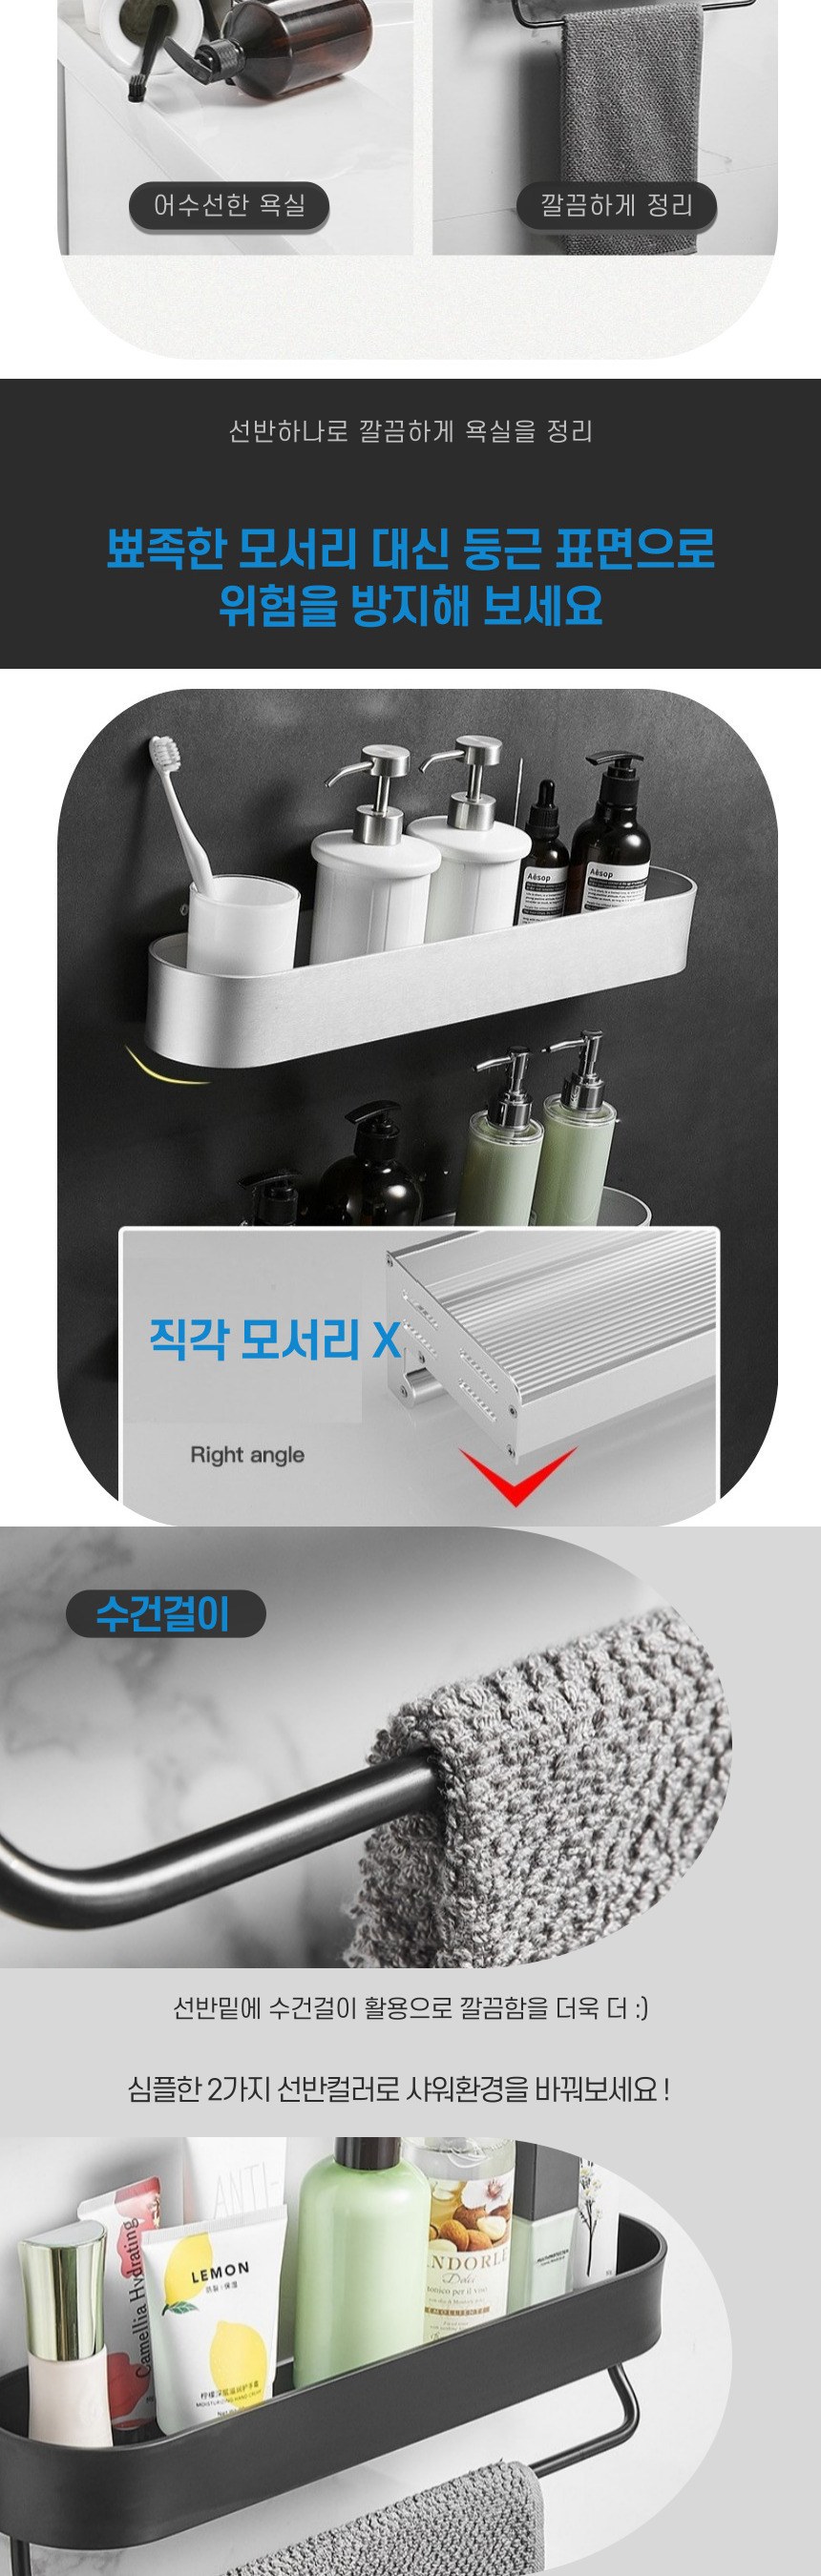 어수선한 욕실
깔끔하게 정리
선반하나로 깔끔하게 욕실을 정리
뾰족한 모서리 대신 둥근 표면으로
위험을 방지해 보세요
Aēsop
Aēsop
직각 모서리 X
Right angle
수건걸이
선반밑에 수건걸이 활용으로 깔끔함을 더욱 더 :)
심플한 2가지 선반컬러로 샤워환경을 바꿔보세요 !
ANTI-
Camellia Hydrating
LEMON
NDORLE
Dolci